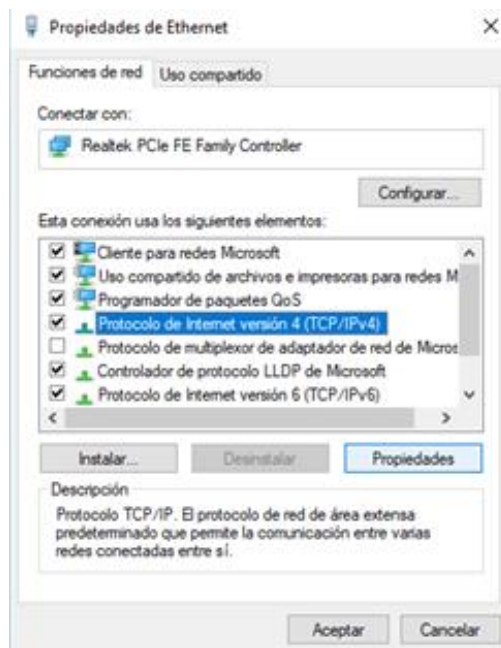 Propiedades de Ethernet
Funciones de red
Uso compartido
Conectar con:
Realtek PCIe FE Family Controller
Configurar...
Esta conexión usa los siguientes elementos:
Cliente para redes Microsoft
Uso compartido de archivos e impresoras para redes M
Programador de paquetes QoS
Protocolo de Internet versión 4 (TCP/IPv4)
Protocolo de multiplexor de adaptador de red de Micros
Controlador de protocolo LLDP de Microsoft
Protocolo de Internet versión 6 (TCP/IPv6)
Instalar...
Desinstalar
Propiedades
Descripción
Protocolo TCP/IP. El protocolo de red de área extensa
predeterminado que permite la comunicación entre varias
redes conectadas entre sí.
Aceptar
Cancelar